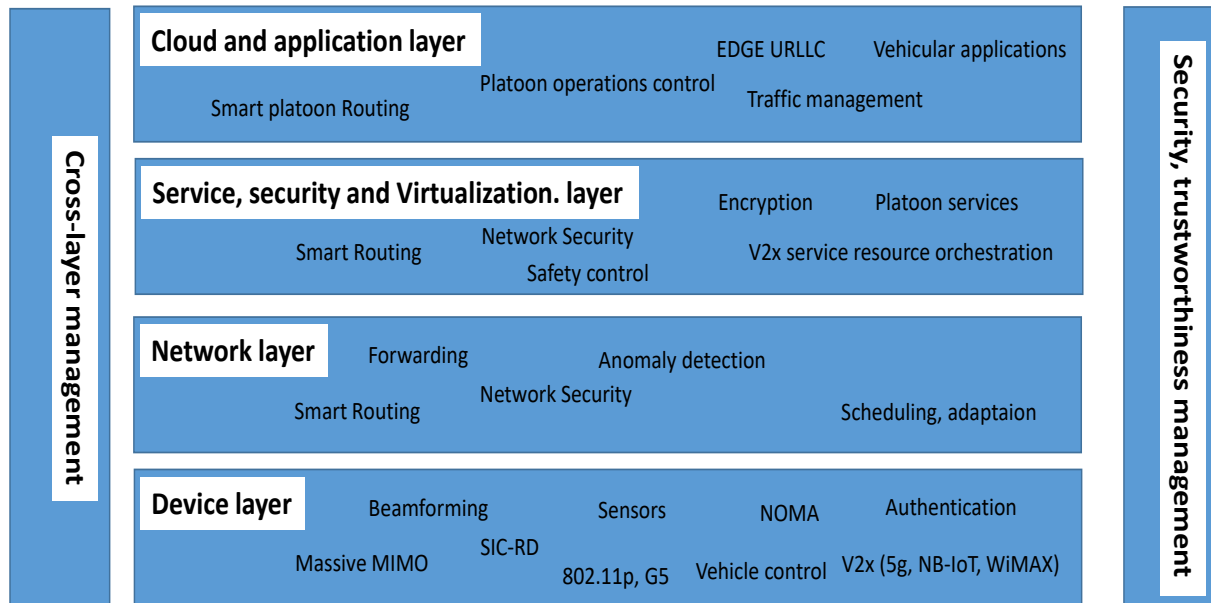 Cross-layer management
Cloud and application layer
EDGE URLLC
Vehicular applications
Platoon operations control
Smart platoon Routing
Traffic management
Service, security and Virtualization. layer
Encryption
Platoon services
Network Security
Smart Routing
V2x service resource orchestration
Safety control
Network layer
Forwarding
Anomaly detection
Network Security
Smart Routing
Scheduling, adaptaion
Device layer
Beamforming
Sensors
NOMA
Authentication
SIC-RD
Massive MIMO
802.11p, G5
Vehicle control
V2x (5g, NB-IoT, WiMAX)
Security, trustworthiness management